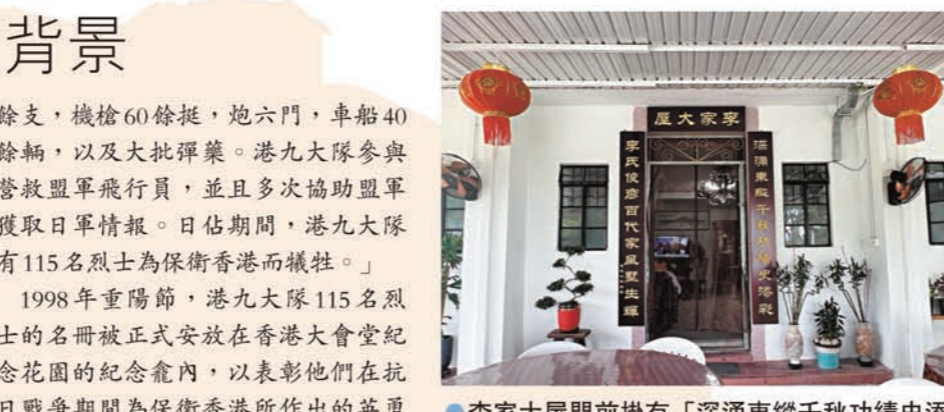 背景
餘支，機槍60餘挺，炮六門，車船40
餘輛，以及大批彈藥。港九大隊參與
營救盟軍飛行員，並且多次協助盟軍
獲取日軍情報。日佔期間，港九大隊
有115名烈士為保衛香港而犧牲。」
1998年重陽節，港九大隊115名烈
士的名冊被正式安放在香港大會堂紀
念花園的紀念龕內，以表彰他們在抗
日戰爭期間為保衛香港所作出的英勇
李家大屋
深涌東縱千秋功績史添彩
李氏俊彥百代家風墅生輝
李家大屋門前掛有「深涌東縱千秋功績史添